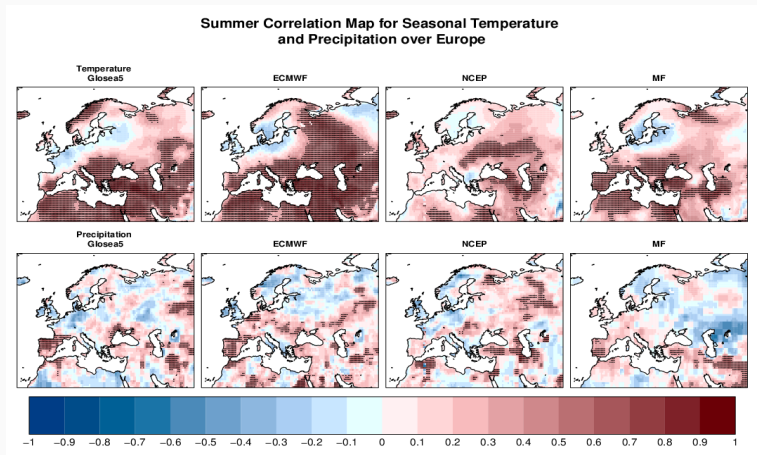 Summer Correlation Map for Seasonal Temperature
and Precipitation over Europe
Temperature
Glosea5
ECMWF
NCEP
MF
Precipitation
Glosea5
ECMWF
NCEP
MF
−1 −0.9 −0.8 −0.7 −0.6 −0.5 −0.4 −0.3 −0.2 −0.1 0 0.1 0.2 0.3 0.4 0.5 0.6 0.7 0.8 0.9 1